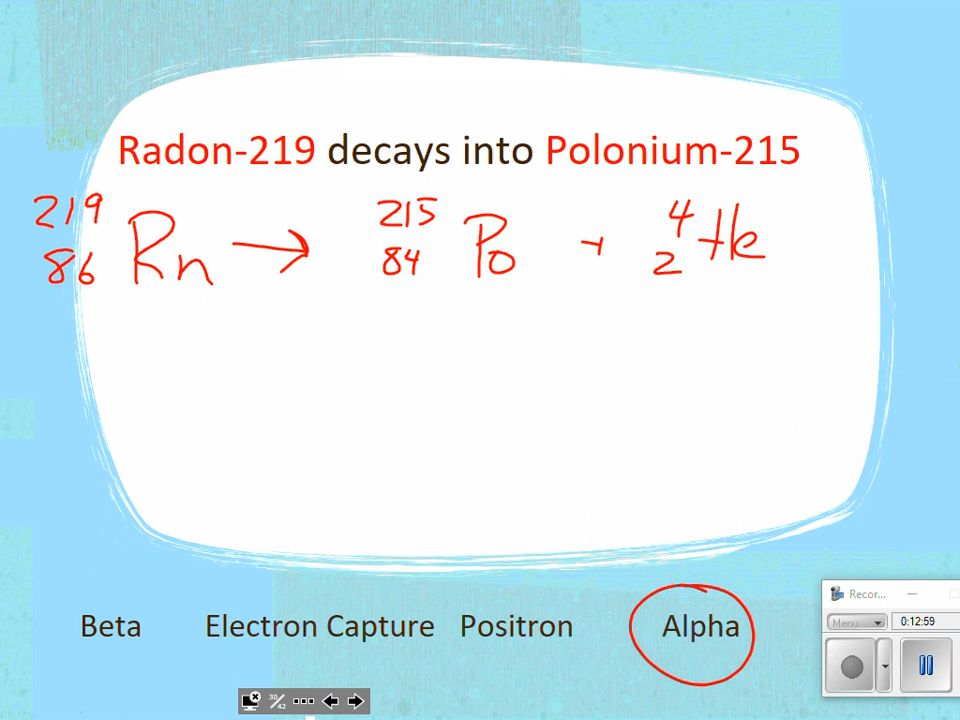 Radon-219 decays into Polonium-215
219 215 4
86 Rn → 84 Po + 2 He
Beta Electron Capture Positron Alpha
Recor...
Menu 0:12:59
30/42